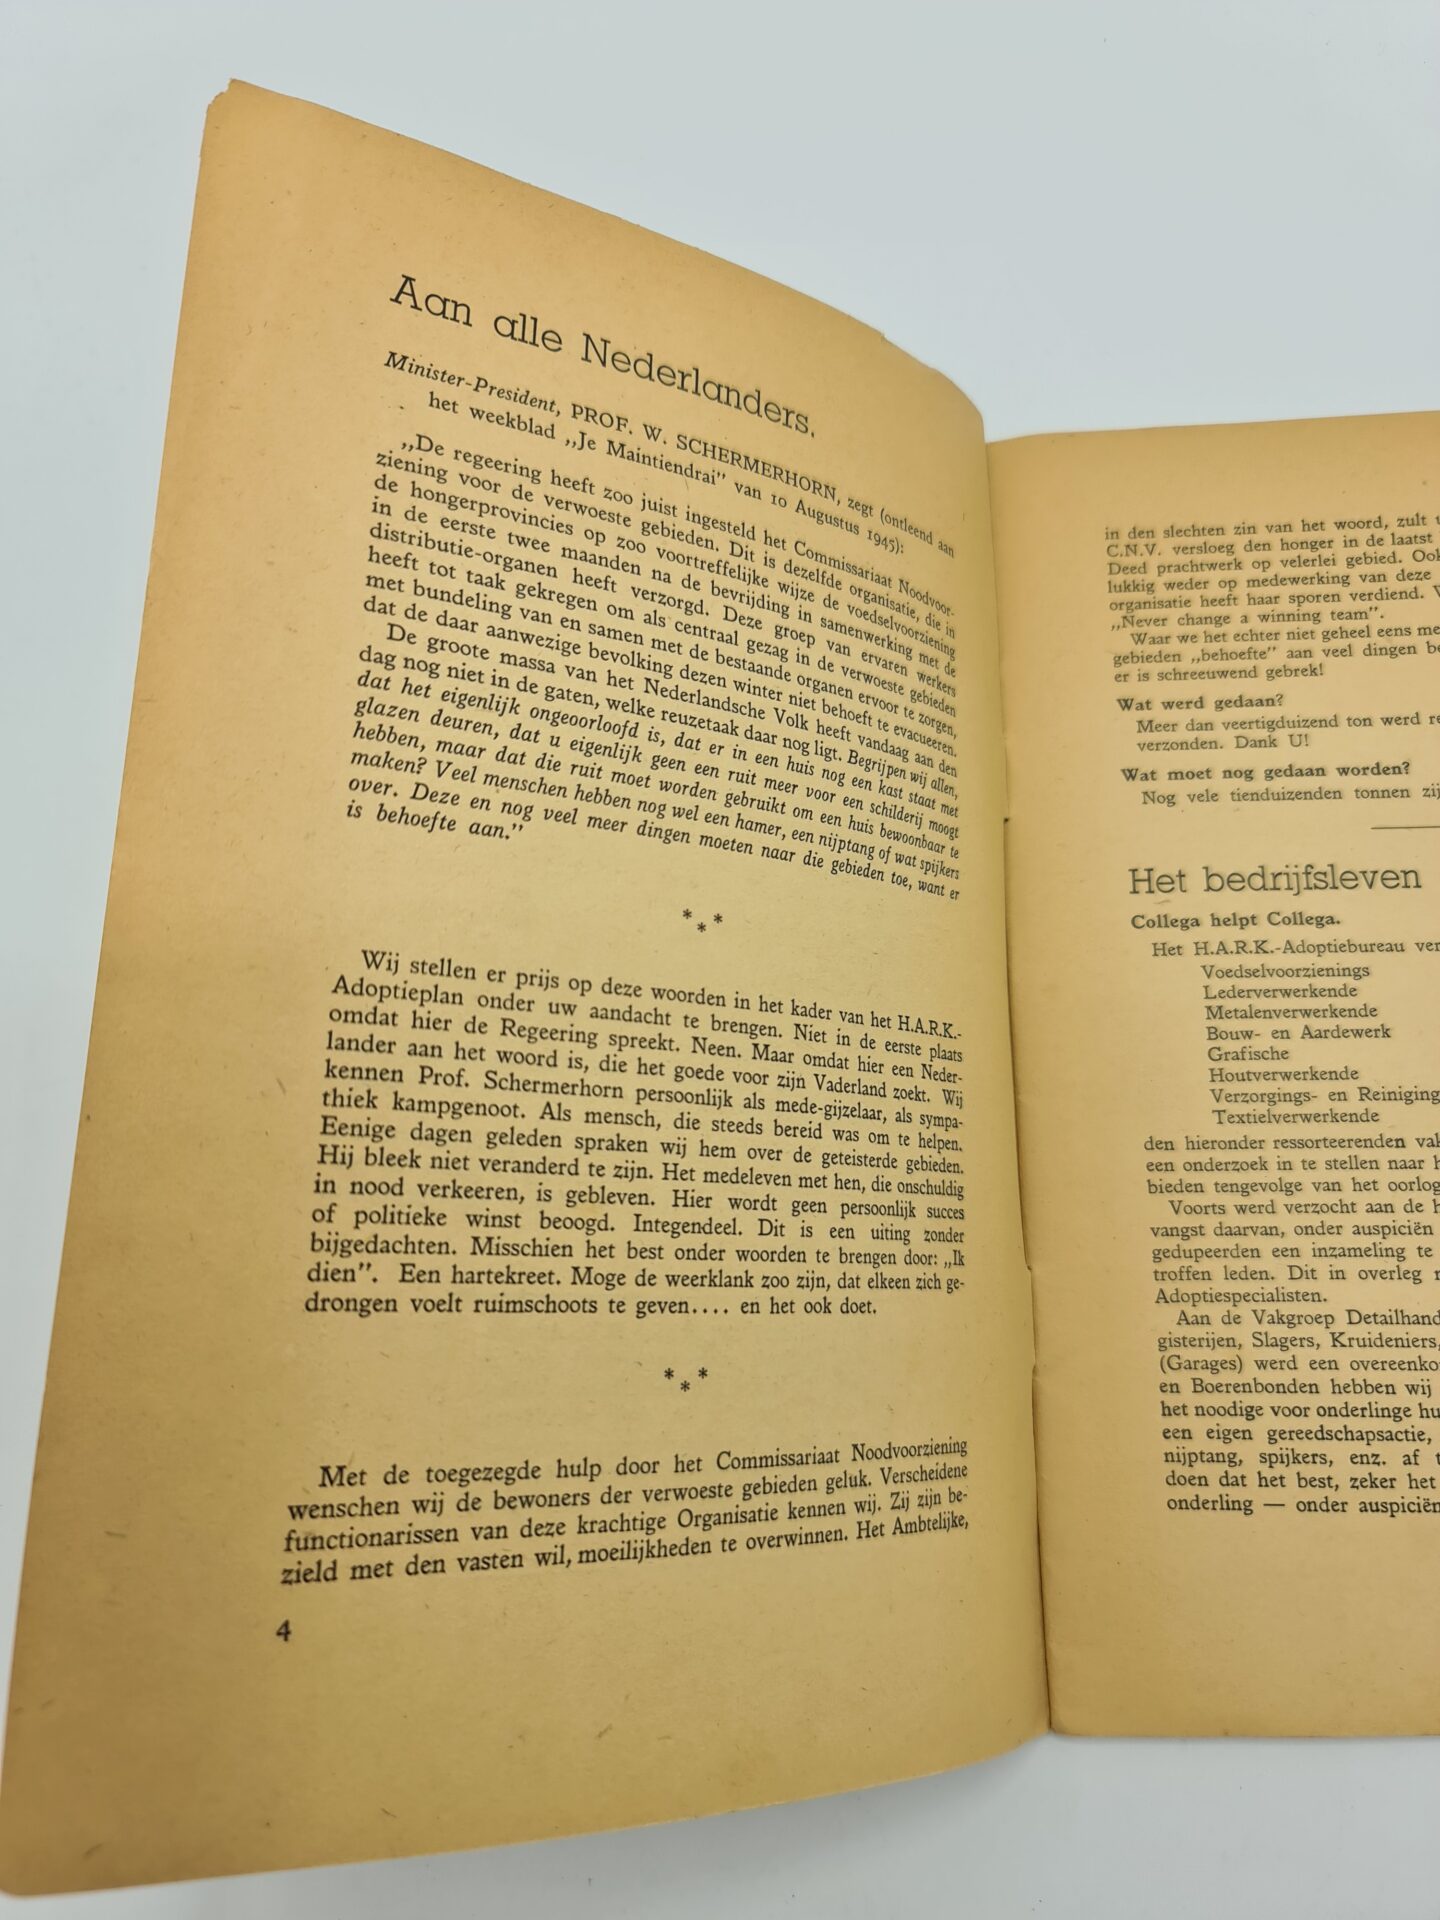 Aan alle Nederlanders.
Minister-President, PROF. W. SCHERMERHORN, zegt (ontleend aan
het weekblad „Je Maintiendrai” van 10 Augustus 1945):
„De regeering heeft zoo juist ingesteld het Commissariaat Noodvoor-
ziening voor de verwoeste gebieden. Dit is dezelfde organisatie, die in
de hongerprovincies op zoo voortreffelijke wijze de voedselvoorziening
in de eerste twee maanden na de bevrijding in samenwerking met de
distributie-organen heeft verzorgd. Deze groep van ervaren werkers
heeft tot taak gekregen om als centraal gezag in de verwoeste gebieden
met bundeling van en samen met de bestaande organen ervoor te zorgen,
dat de daar aanwezige bevolking dezen winter niet behoeft te evacueeren.
De groote massa van het Nederlandsche Volk heeft vandaag aan den
dag nog niet in de gaten, welke reuzetaak daar nog ligt. Begrijpen wij allen,
dat het eigenlijk ongeoorloofd is, dat er in een huis nog een kast staat met
glazen deuren, dat u eigenlijk geen een ruit meer voor een schilderij moogt
hebben, maar dat die ruit moet worden gebruikt om een huis bewoonbaar te
maken? Veel menschen hebben nog wel een hamer, een nijptang of wat spijkers
over. Deze en nog veel meer dingen moeten naar die gebieden toe, want er
is behoefte aan.”
* * *
Wij stellen er prijs op deze woorden in het kader van het H.A.R.K.-
Adoptieplan onder uw aandacht te brengen. Niet in de eerste plaats
omdat hier de Regeering spreekt. Neen. Maar omdat hier een Neder-
lander aan het woord is, die het goede voor zijn Vaderland zoekt. Wij
kennen Prof. Schermerhorn persoonlijk als mede-gijzelaar, als sympa-
thiek kampgenoot. Als mensch, die steeds bereid was om te helpen.
Eenige dagen geleden spraken wij hem over de geteisterde gebieden.
Hij bleek niet veranderd te zijn. Het medeleven met hen, die onschuldig
in nood verkeeren, is gebleven. Hier wordt geen persoonlijk succes
of politieke winst beoogd. Integendeel. Dit is een uiting zonder
bijgedachten. Misschien het best onder woorden te brengen door: „Ik
dien”. Een hartekreet. Moge de weerklank zoo zijn, dat elkeen zich ge-
drongen voelt ruimschoots te geven.... en het ook doet.
* * *
Met de toegezegde hulp door het Commissariaat Noodvoorziening
wenschen wij de bewoners der verwoeste gebieden geluk. Verscheidene
functionarissen van deze krachtige Organisatie kennen wij. Zij zijn be-
zield met den vasten wil, moeilijkheden te overwinnen. Het Ambtelijke,
4
in den slechten zin van het woord, zult
C.N.V. versloeg den honger in de laatst
Deed prachtwerk op velerlei gebied. Ook
lukkig weder op medewerking van deze
organisatie heeft haar sporen verdiend.
„Never change a winning team”.
Waar we het echter niet geheel eens me
gebieden „behoefte” aan veel dingen be
er is schreeuwend gebrek!
Wat werd gedaan?
Meer dan veertigduizend ton werd re
verzonden. Dank U!
Wat moet nog gedaan worden?
Nog vele tienduizenden tonnen zij
Het bedrijfsleven
Collega helpt Collega.
Het H.A.R.K.-Adoptiebureau ver
Voedselvoorzienings
Lederverwerkende
Metalenverwerkende
Bouw- en Aardewerk
Grafische
Houtverwerkende
Verzorgings- en Reiniging
Textielverwerkende
den hieronder ressorteerenden vak
een onderzoek in te stellen naar h
bieden tengevolge van het oorlog
Voorts werd verzocht aan de h
vangst daarvan, onder auspiciën
gedupeerden een inzameling te
troffen leden. Dit in overleg
Adoptiespecialisten.
Aan de Vakgroep Detailhand
gisterijen, Slagers, Kruideniers,
(Garages) werd een overeenko
en Boerenbonden hebben wij
het noodige voor onderlinge hu
een eigen gereedschapsactie,
nijptang, spijkers, enz. af
doen dat het best, zeker het
onderling — onder auspiciën